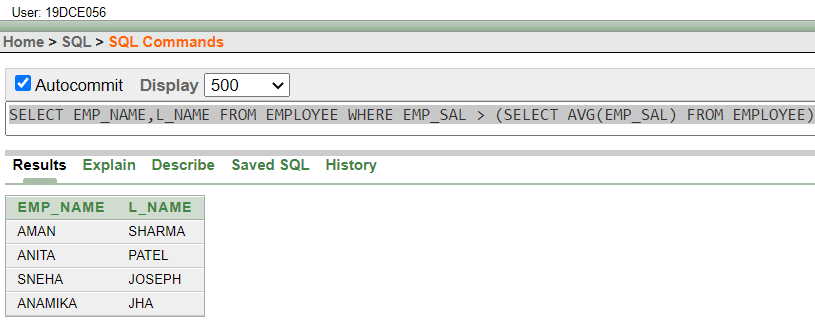 User: 19DCE056
Home > SQL > SQL Commands
Autocommit Display 500
SELECT EMP_NAME,L_NAME FROM EMPLOYEE WHERE EMP_SAL > (SELECT AVG(EMP_SAL) FROM EMPLOYEE)
Results Explain Describe Saved SQL History
EMP_NAME L_NAME
AMAN SHARMA
ANITA PATEL
SNEHA JOSEPH
ANAMIKA JHA